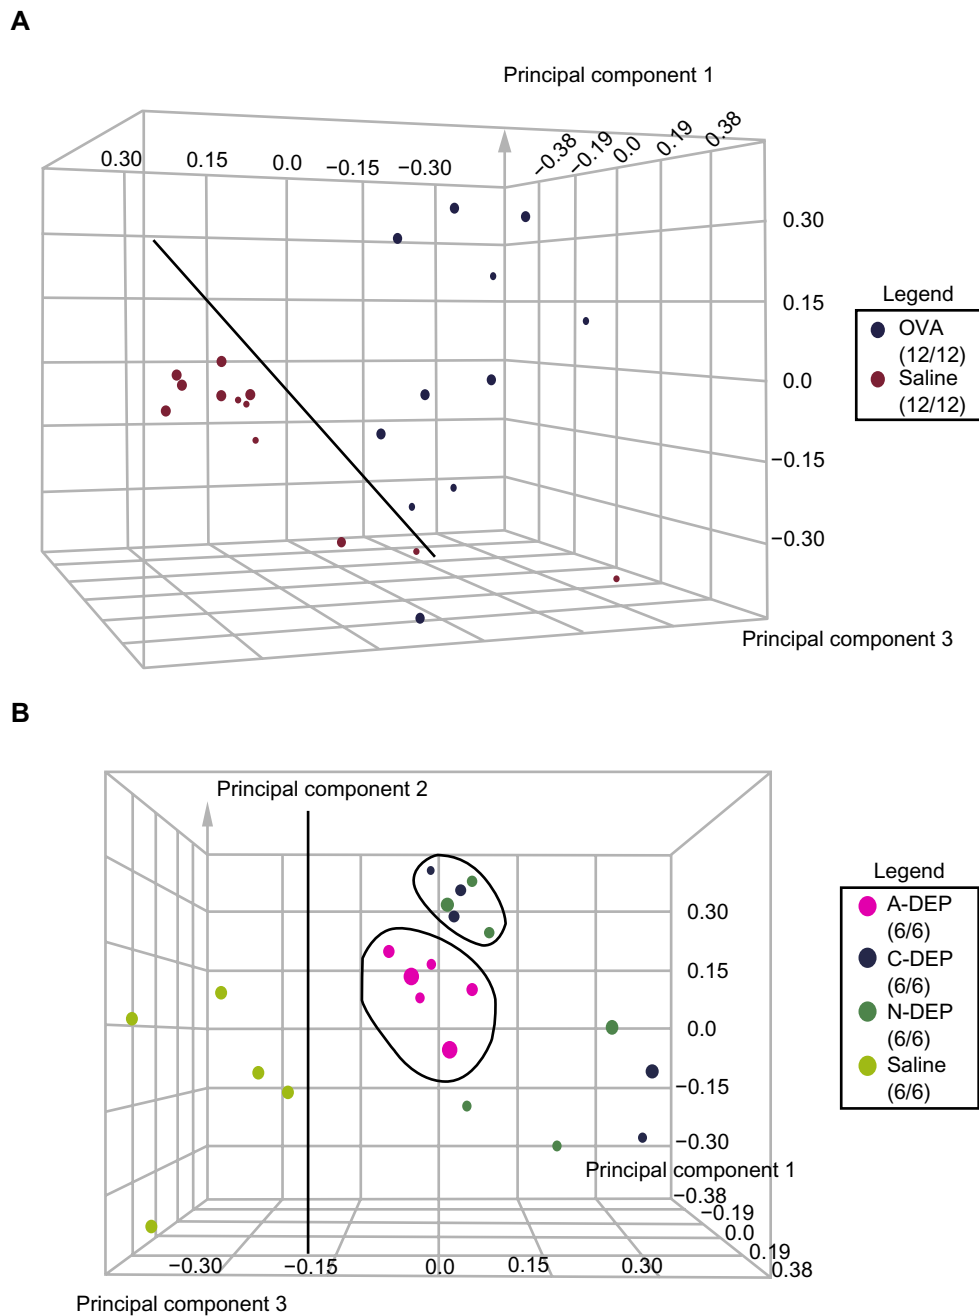 A
Principal component 1
0.30 0.15 0.0 −0.15 −0.30 −0.38 −0.19 0.0 0.19 0.38
0.30
0.15
0.0
−0.15
−0.30
Principal component 3
Legend
OVA
(12/12)
Saline
(12/12)
B
Principal component 2
0.30
0.15
0.0
−0.15
−0.30
Principal component 1
−0.38
−0.19
0.0
0.19
0.38
−0.30 −0.15 0.0 0.15 0.30
Principal component 3
Legend
A-DEP
(6/6)
C-DEP
(6/6)
N-DEP
(6/6)
Saline
(6/6)